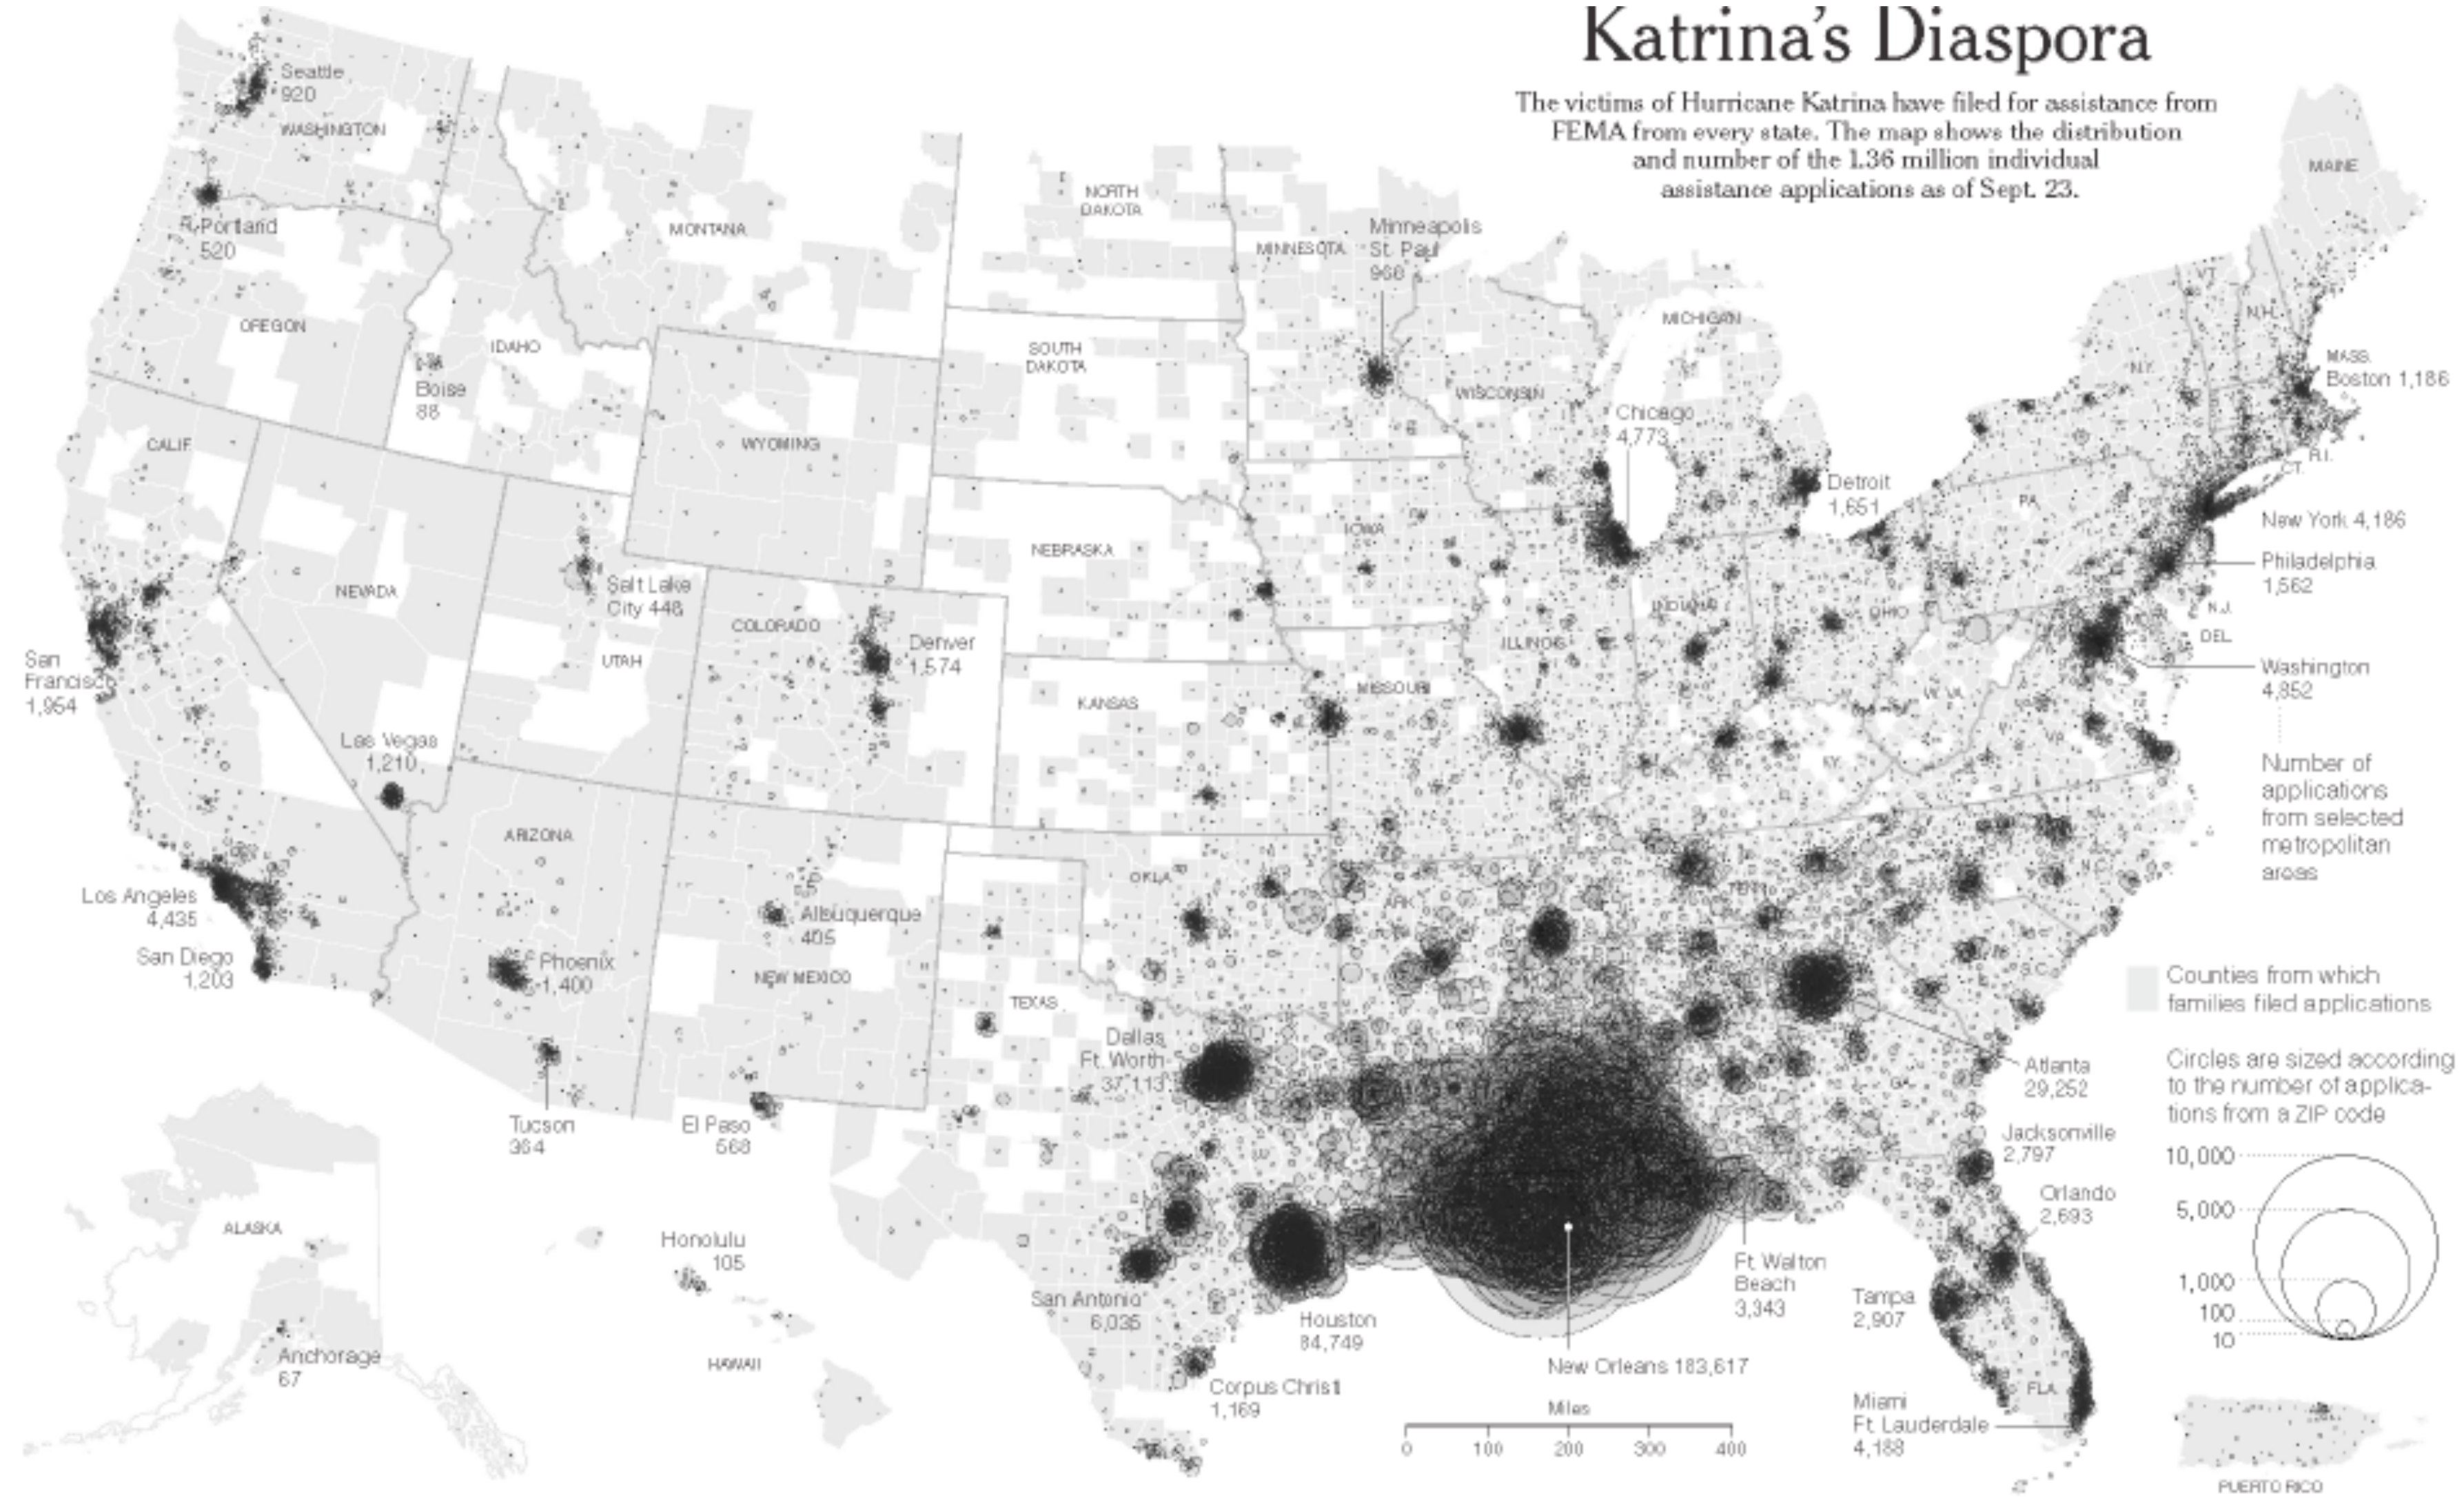 Katrina's Diaspora
The victims of Hurricane Katrina have filed for assistance from
FEMA from every state. The map shows the distribution
and number of the 1.36 million individual
assistance applications as of Sept. 23.
Seattle
920
WASHINGTON
Portland
520
OREGON
MONTANA
IDAHO
Boise
88
NORTH
DAKOTA
SOUTH
DAKOTA
MINNESOTA
Minneapolis
St. Paul
966
WISCONSIN
MICHIGAN
Chicago
4,773
Detroit
1,651
MAINE
VT.
N.H.
N.Y.
MASS.
Boston 1,186
R.I.
CT.
PA.
New York 4,186
Philadelphia
1,562
N.J.
DEL.
Washington
4,852
Number of
applications
from selected
metropolitan
areas
CALIF.
WYOMING
NEVADA
Salt Lake
City 448
UTAH
COLORADO
Denver
1,574
NEBRASKA
IOWA
KANSAS
MISSOURI
ILLINOIS
INDIANA
OHIO
W. VA.
VA.
KY.
San
Francisco
1,954
Las Vegas
1,210
Los Angeles
4,435
San Diego
1,203
ARIZONA
Phoenix
1,400
Tucson
364
Albuquerque
405
NEW MEXICO
El Paso
568
OKLA.
ARK.
TENN.
N.C.
S.C.
GA.
TEXAS
Dallas
Ft. Worth
37,113
San Antonio
6,035
Houston
84,749
Corpus Christi
1,169
New Orleans 183,617
Ft. Walton
Beach
3,343
Atlanta
29,252
Jacksonville
2,797
Orlando
2,693
Tampa
2,907
FLA.
Miami
Ft. Lauderdale
4,188
Counties from which
families filed applications
Circles are sized according
to the number of applica-
tions from a ZIP code
10,000
5,000
1,000
100
10
Miles
0 100 200 300 400
ALASKA
Anchorage
67
Honolulu
105
HAWAII
PUERTO RICO